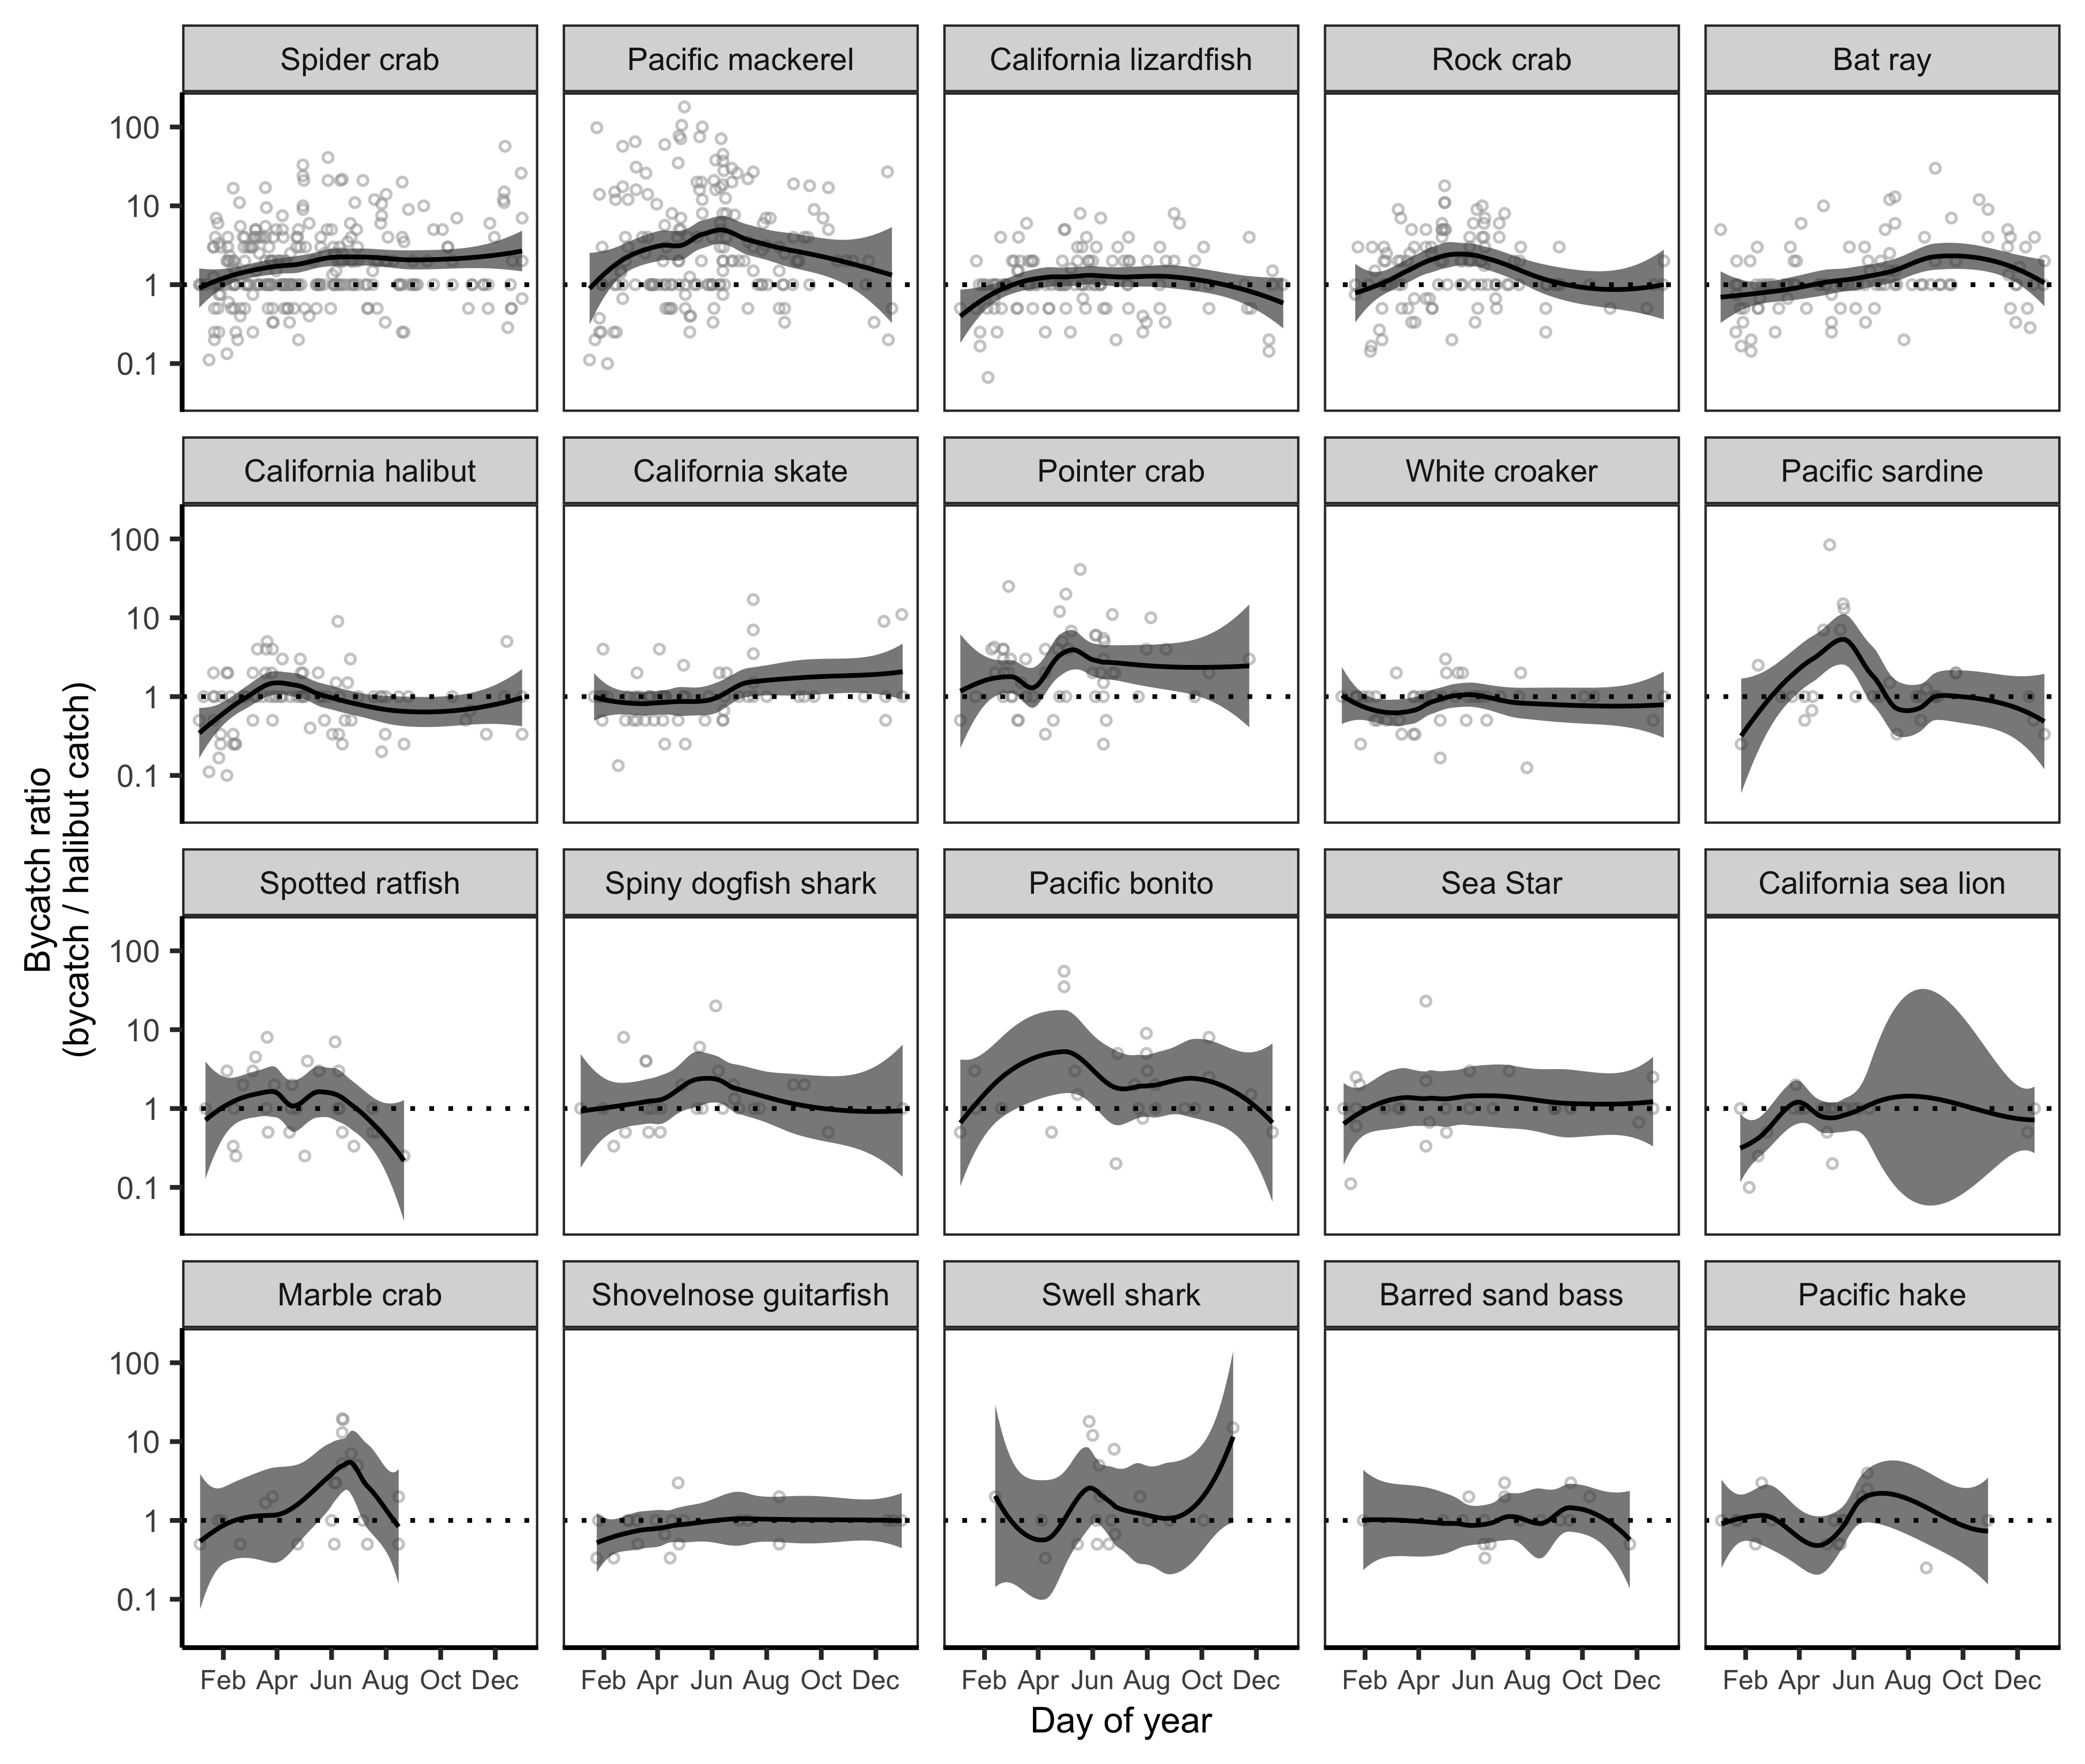 Spider crab Pacific mackerel California lizardfish Rock crab Bat ray
100
10
1
0.1
California halibut California skate Pointer crab White croaker Pacific sardine
100
10
1
0.1
Bycatch ratio
(bycatch / halibut catch)
Spotted ratfish Spiny dogfish shark Pacific bonito Sea Star California sea lion
100
10
1
0.1
Marble crab Shovelnose guitarfish Swell shark Barred sand bass Pacific hake
100
10
1
0.1
Feb Apr Jun Aug Oct Dec Feb Apr Jun Aug Oct Dec Feb Apr Jun Aug Oct Dec Feb Apr Jun Aug Oct Dec Feb Apr Jun Aug Oct Dec
Day of year